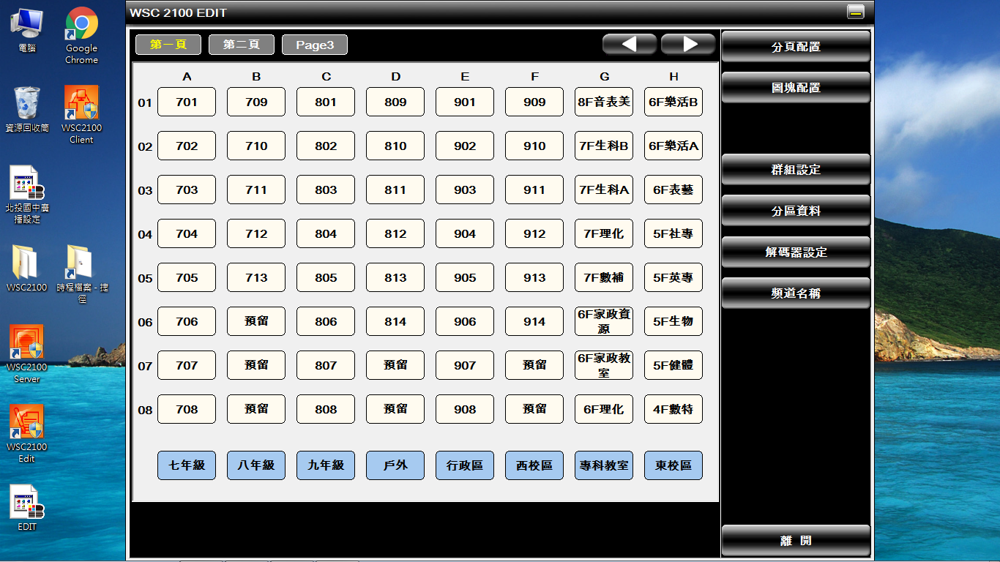 WSC 2100 EDIT
第一頁 第二頁 Page3
A B C D E F G H
01 701 709 801 809 901 909 8F音表美 6F樂活B
02 702 710 802 810 902 910 7F生科B 6F樂活A
03 703 711 803 811 903 911 7F生科A 6F表藝
04 704 712 804 812 904 912 7F理化 5F社專
05 705 713 805 813 905 913 7F數補 5F英專
06 706 預留 806 814 906 914 6F家政資
源 5F生物
07 707 預留 807 預留 907 預留 6F家政教
室 5F健體
08 708 預留 808 預留 908 預留 6F理化 4F數特
七年級 八年級 九年級 戶外 行政區 西校區 專科教室 東校區
分頁配置
圖塊配置
群組設定
分區資料
解碼器設定
頻道名稱
離 開
電腦
Google
Chrome
資源回收筒
WSC2100
Client
北投國中廣
播設定
WSC2100
時程檔案 - 捷
徑
WSC2100
Server
WSC2100
Edit
EDIT